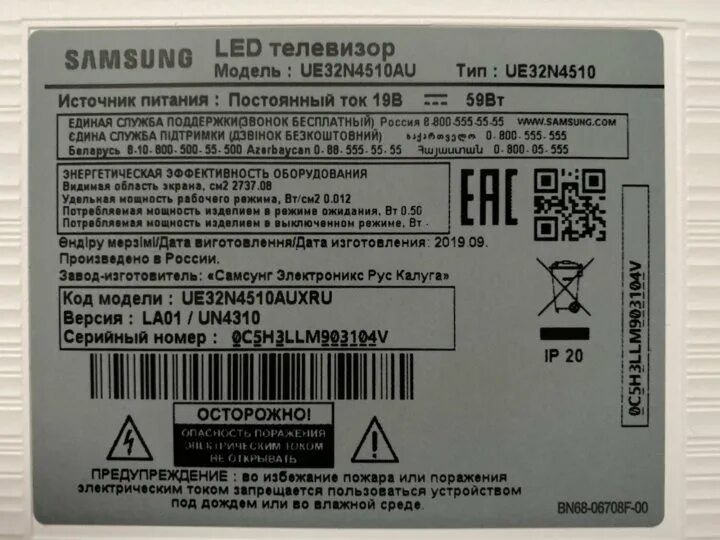 SAMSUNG LED телевизор
Модель : UE32N4510AU Тип : UE32N4510
Источник питания : Постоянный ток 19В 59Вт
ЕДИНАЯ СЛУЖБА ПОДДЕРЖКИ(ЗВОНОК БЕСПЛАТНЫЙ) Россия 8-800-555-55-55 WWW.SAMSUNG.COM
ЄДИНА СЛУЖБА ПІДТРИМКИ (ДЗВІНОК БЕЗКОШТОВНИЙ) საქართველო 0-800-555-555
Беларусь 8-10-800-500-55-500 Azərbaycan 0-88-555-55-55 Հայաստան 0-800-05-555
ЭНЕРГЕТИЧЕСКАЯ ЭФФЕКТИВНОСТЬ ОБОРУДОВАНИЯ
Видимая область экрана, см2 2737.08
Удельная мощность рабочего режима, Вт/см2 0.012
Потребляемая мощность изделием в режиме ожидания, Вт 0.50
Потребляемая мощность изделием в выключенном режиме, Вт -
EAC
Өндіру мерзімі/Дата виготовлення/Дата изготовления: 2019.09.
Произведено в России.
Завод-изготовитель: «Самсунг Электроникс Рус Калуга»
Код модели : UE32N4510AUXRU
Версия : LA01 / UN4310
Серийный номер : 0C5H3LLM903104V
IP 20
0C5H3LLM903104V
ОСТОРОЖНО!
ОПАСНОСТЬ ПОРАЖЕНИЯ
ЭЛЕКТРИЧЕСКИМ ТОКОМ
НЕ ОТКРЫВАТЬ
ПРЕДУПРЕЖДЕНИЕ : во избежание пожара или поражения
электрическим током запрещается пользоваться устройством
под дождем или во влажной среде.
BN68-06708F-00